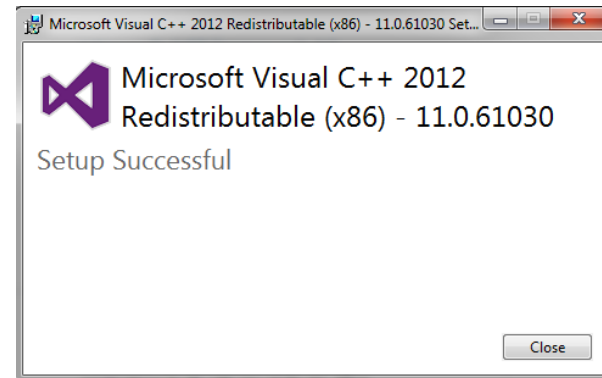 Microsoft Visual C++ 2012 Redistributable (x86) - 11.0.61030 Set...
Microsoft Visual C++ 2012
Redistributable (x86) - 11.0.61030
Setup Successful
Close